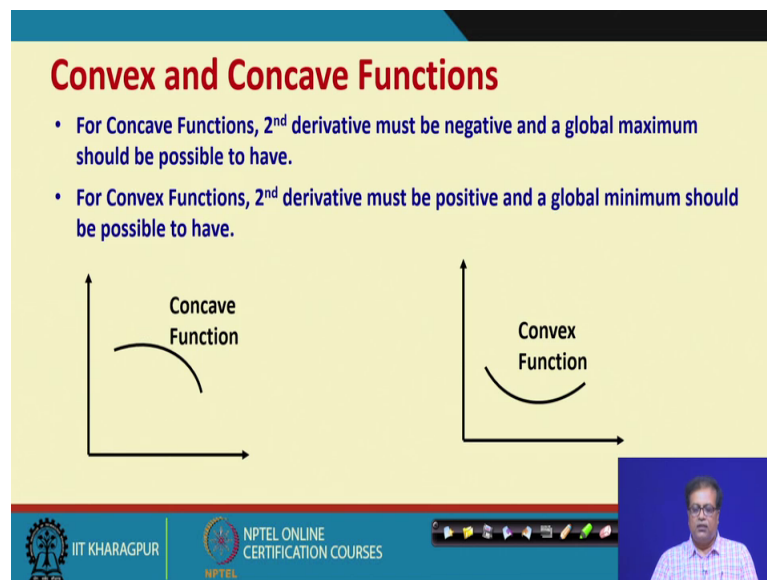 Convex and Concave Functions
• For Concave Functions, 2nd derivative must be negative and a global maximum
should be possible to have.
• For Convex Functions, 2nd derivative must be positive and a global minimum should
be possible to have.
Concave
Function
Convex
Function
IIT KHARAGPUR
NPTEL
NPTEL ONLINE
CERTIFICATION COURSES